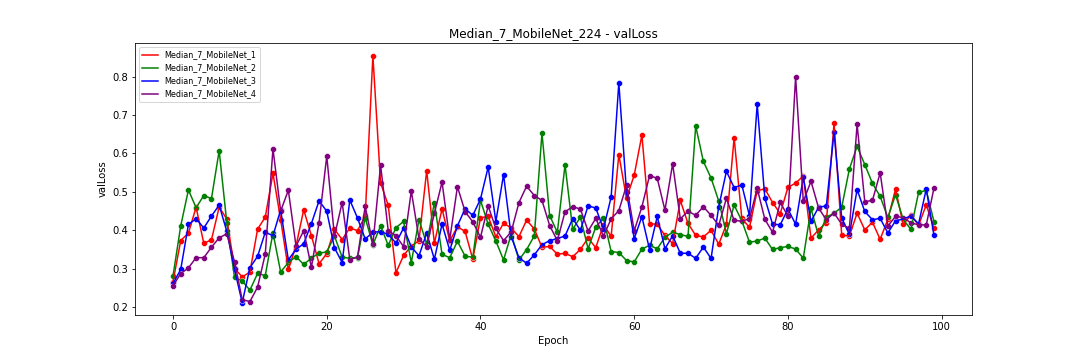 Median_7_MobileNet_224 - valLoss
Median_7_MobileNet_1
Median_7_MobileNet_2
Median_7_MobileNet_3
Median_7_MobileNet_4
valLoss
0.8
0.7
0.6
0.5
0.4
0.3
0.2
0 20 40 60 80 100
Epoch